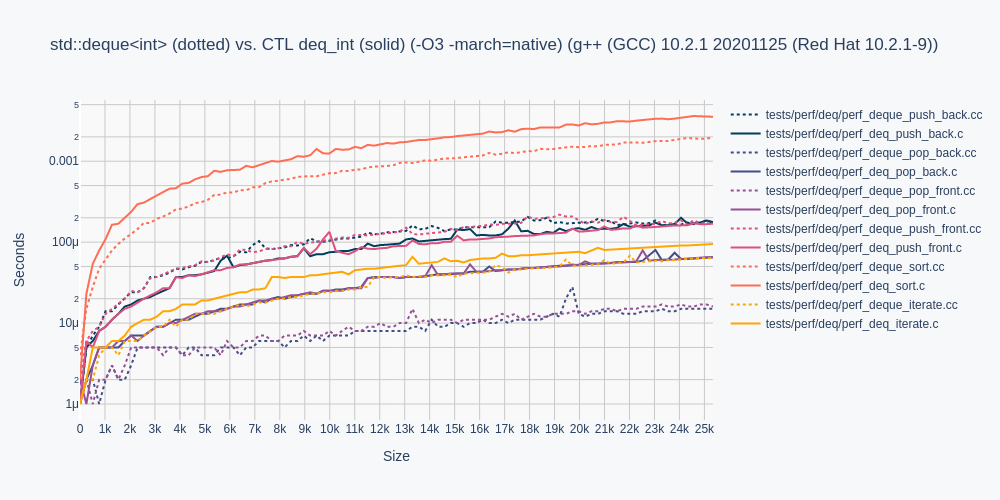 std::deque<int> (dotted) vs. CTL deq_int (solid) (-O3 -march=native) (g++ (GCC) 10.2.1 20201125 (Red Hat 10.2.1-9))
5
2
0.001
5
2
100μ
5
2
10μ
5
2
1μ
Seconds
0 1k 2k 3k 4k 5k 6k 7k 8k 9k 10k 11k 12k 13k 14k 15k 16k 17k 18k 19k 20k 21k 22k 23k 24k 25k
Size
tests/perf/deq/perf_deque_push_back.cc
tests/perf/deq/perf_deq_push_back.c
tests/perf/deq/perf_deque_pop_back.cc
tests/perf/deq/perf_deq_pop_back.c
tests/perf/deq/perf_deque_pop_front.cc
tests/perf/deq/perf_deq_pop_front.c
tests/perf/deq/perf_deque_push_front.cc
tests/perf/deq/perf_deq_push_front.c
tests/perf/deq/perf_deque_sort.cc
tests/perf/deq/perf_deq_sort.c
tests/perf/deq/perf_deque_iterate.cc
tests/perf/deq/perf_deq_iterate.c